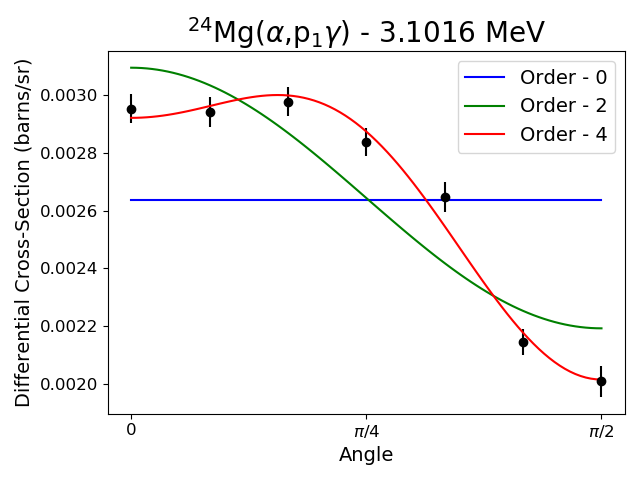 ²⁴Mg(α,p₁γ) - 3.1016 MeV
Differential Cross-Section (barns/sr)
0.0030
0.0028
0.0026
0.0024
0.0022
0.0020
Order - 0
Order - 2
Order - 4
0
π/4
π/2
Angle